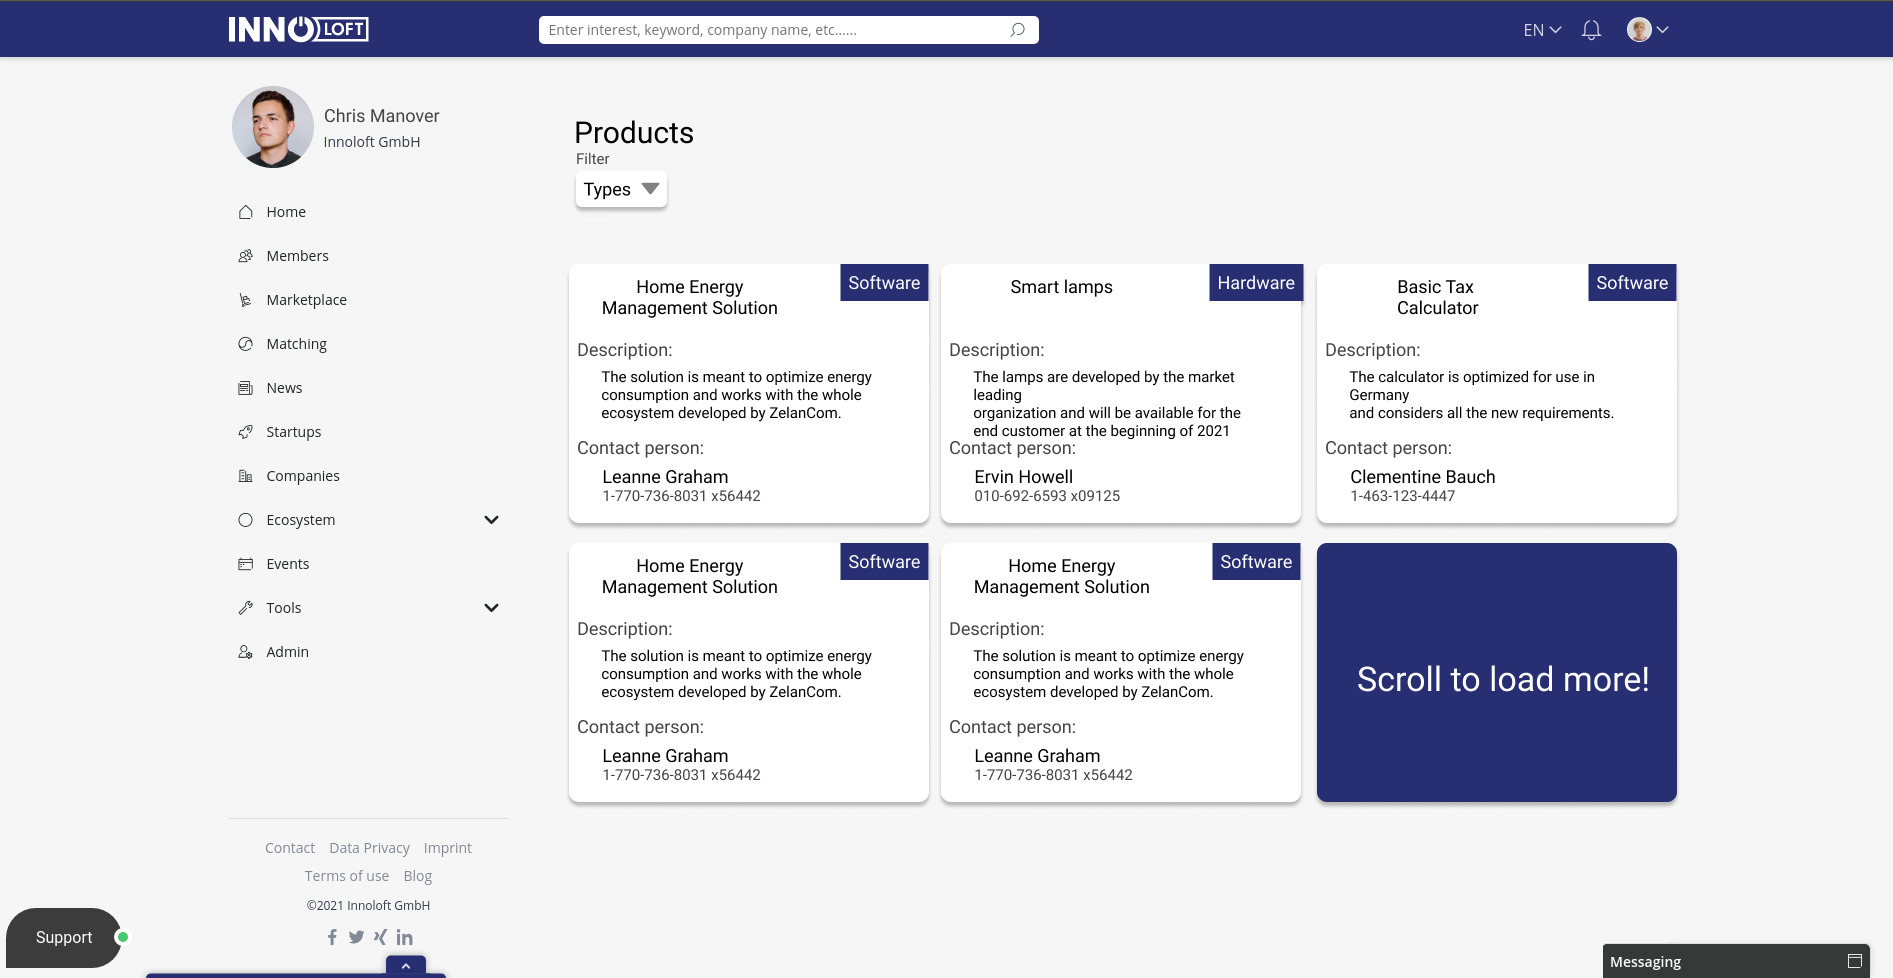 INNOLOFT
Enter interest, keyword, company name, etc......
EN
Chris Manover
Innoloft GmbH
Home
Members
Marketplace
Matching
News
Startups
Companies
Ecosystem
Events
Tools
Admin
Contact Data Privacy Imprint
Terms of use Blog
©2021 Innoloft GmbH
Support
Products
Filter
Types
Home Energy
Management Solution
Software
Description:
The solution is meant to optimize energy
consumption and works with the whole
ecosystem developed by ZelanCom.
Contact person:
Leanne Graham
1-770-736-8031 x56442
Smart lamps
Hardware
Description:
The lamps are developed by the market
leading
organization and will be available for the
end customer at the beginning of 2021
Contact person:
Ervin Howell
010-692-6593 x09125
Basic Tax
Calculator
Software
Description:
The calculator is optimized for use in
Germany
and considers all the new requirements.
Contact person:
Clementine Bauch
1-463-123-4447
Home Energy
Management Solution
Software
Description:
The solution is meant to optimize energy
consumption and works with the whole
ecosystem developed by ZelanCom.
Contact person:
Leanne Graham
1-770-736-8031 x56442
Home Energy
Management Solution
Software
Description:
The solution is meant to optimize energy
consumption and works with the whole
ecosystem developed by ZelanCom.
Contact person:
Leanne Graham
1-770-736-8031 x56442
Scroll to load more!
Messaging